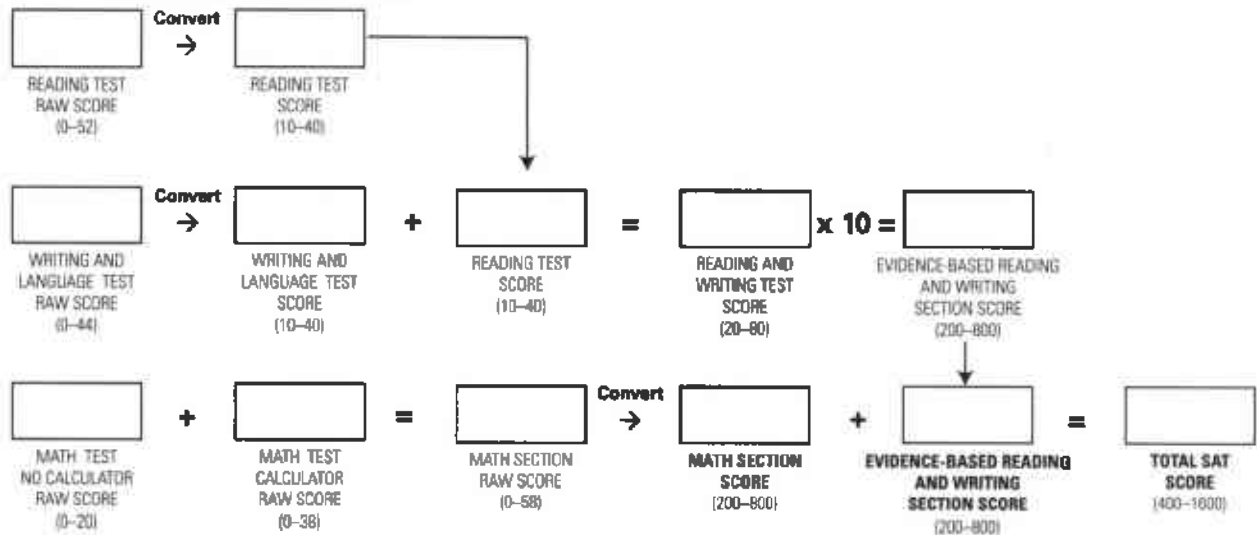 Convert
→
READING TEST
RAW SCORE
(0–52)
READING TEST
SCORE
(10–40)
Convert
→
+
=
x 10 =
WRITING AND
LANGUAGE TEST
RAW SCORE
(0–44)
WRITING AND
LANGUAGE TEST
SCORE
(10–40)
READING TEST
SCORE
(10–40)
READING AND
WRITING TEST
SCORE
(20–80)
EVIDENCE-BASED READING
AND WRITING
SECTION SCORE
(200–800)
+
=
Convert
→
+
=
MATH TEST
NO CALCULATOR
RAW SCORE
(0–20)
MATH TEST
CALCULATOR
RAW SCORE
(0–38)
MATH SECTION
RAW SCORE
(0–58)
MATH SECTION
SCORE
(200–800)
EVIDENCE-BASED READING
AND WRITING
SECTION SCORE
(200–800)
TOTAL SAT
SCORE
(400–1600)